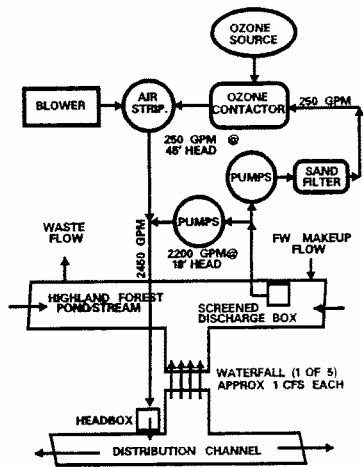 OZONE
SOURCE
BLOWER
AIR
STRIP.
OZONE
CONTACTOR
250 GPM
250 GPM @
45' HEAD
PUMPS
SAND
FILTER
WASTE
FLOW
2450 GPM
PUMPS
2200 GPM@
19' HEAD
FW MAKEUP
FLOW
HIGHLAND FOREST
POND/STREAM
SCREENED
DISCHARGE BOX
WATERFALL (1 OF 5)
APPROX 1 CFS EACH
HEADBOX
DISTRIBUTION CHANNEL